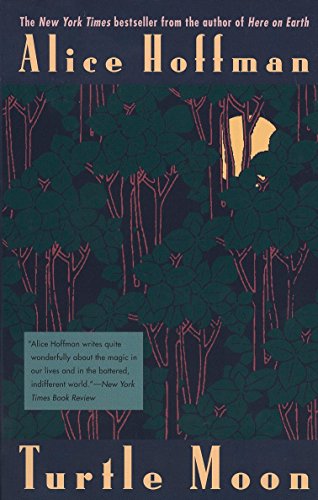 The New York Times bestseller from the author of Here on Earth
Alice Hoffman
"Alice Hoffman writes quite
wonderfully about the magic in
our lives and in the battered,
indifferent world."—New York
Times Book Review
Turtle Moon